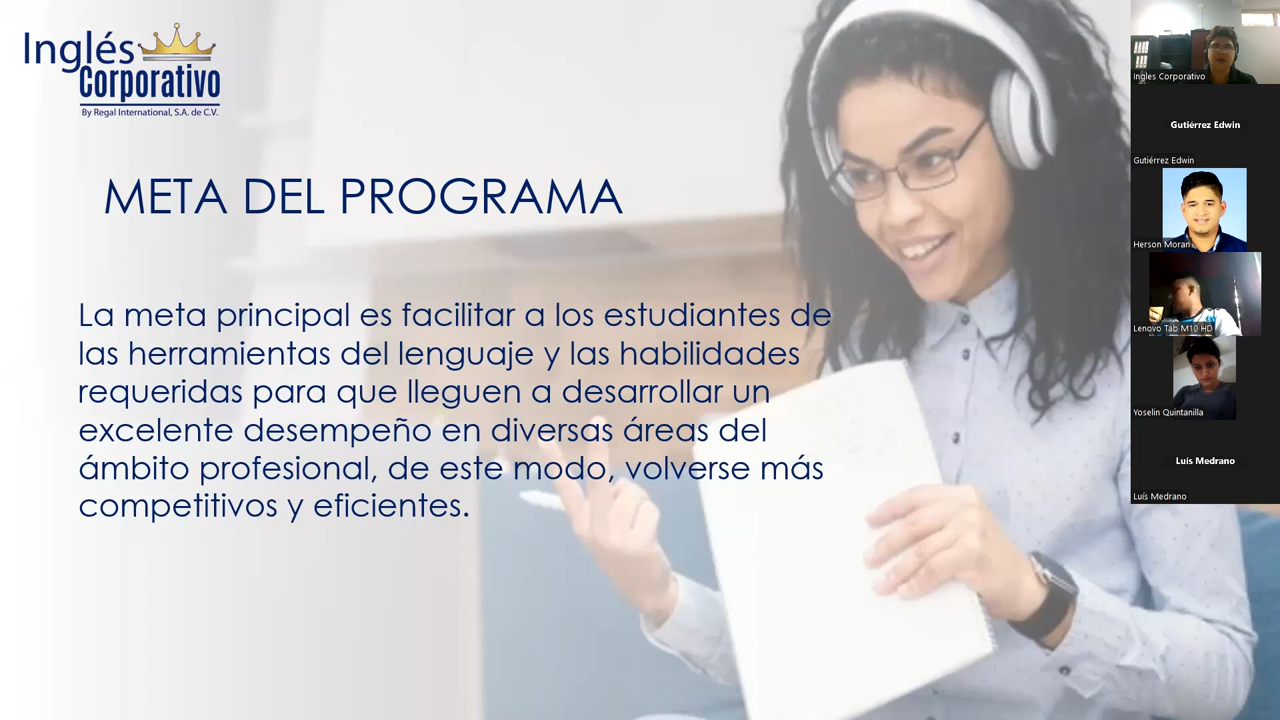 Inglés
Corporativo
By Regal International, S.A. de C.V.
META DEL PROGRAMA
La meta principal es facilitar a los estudiantes de
las herramientas del lenguaje y las habilidades
requeridas para que lleguen a desarrollar un
excelente desempeño en diversas áreas del
ámbito profesional, de este modo, volverse más
competitivos y eficientes.
Ingles Corporativo
Gutiérrez Edwin
Gutiérrez Edwin
Herson Moran
Lenovo Tab M10 HD
Yoselin Quintanilla
Luís Medrano
Luís Medrano